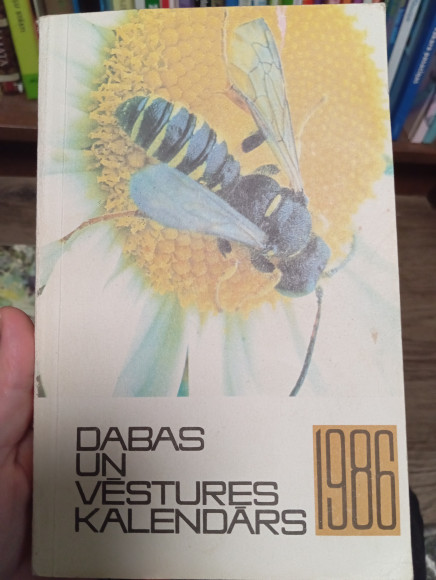 DABAS
UN
VĒSTURES
KALENDĀRS
1986